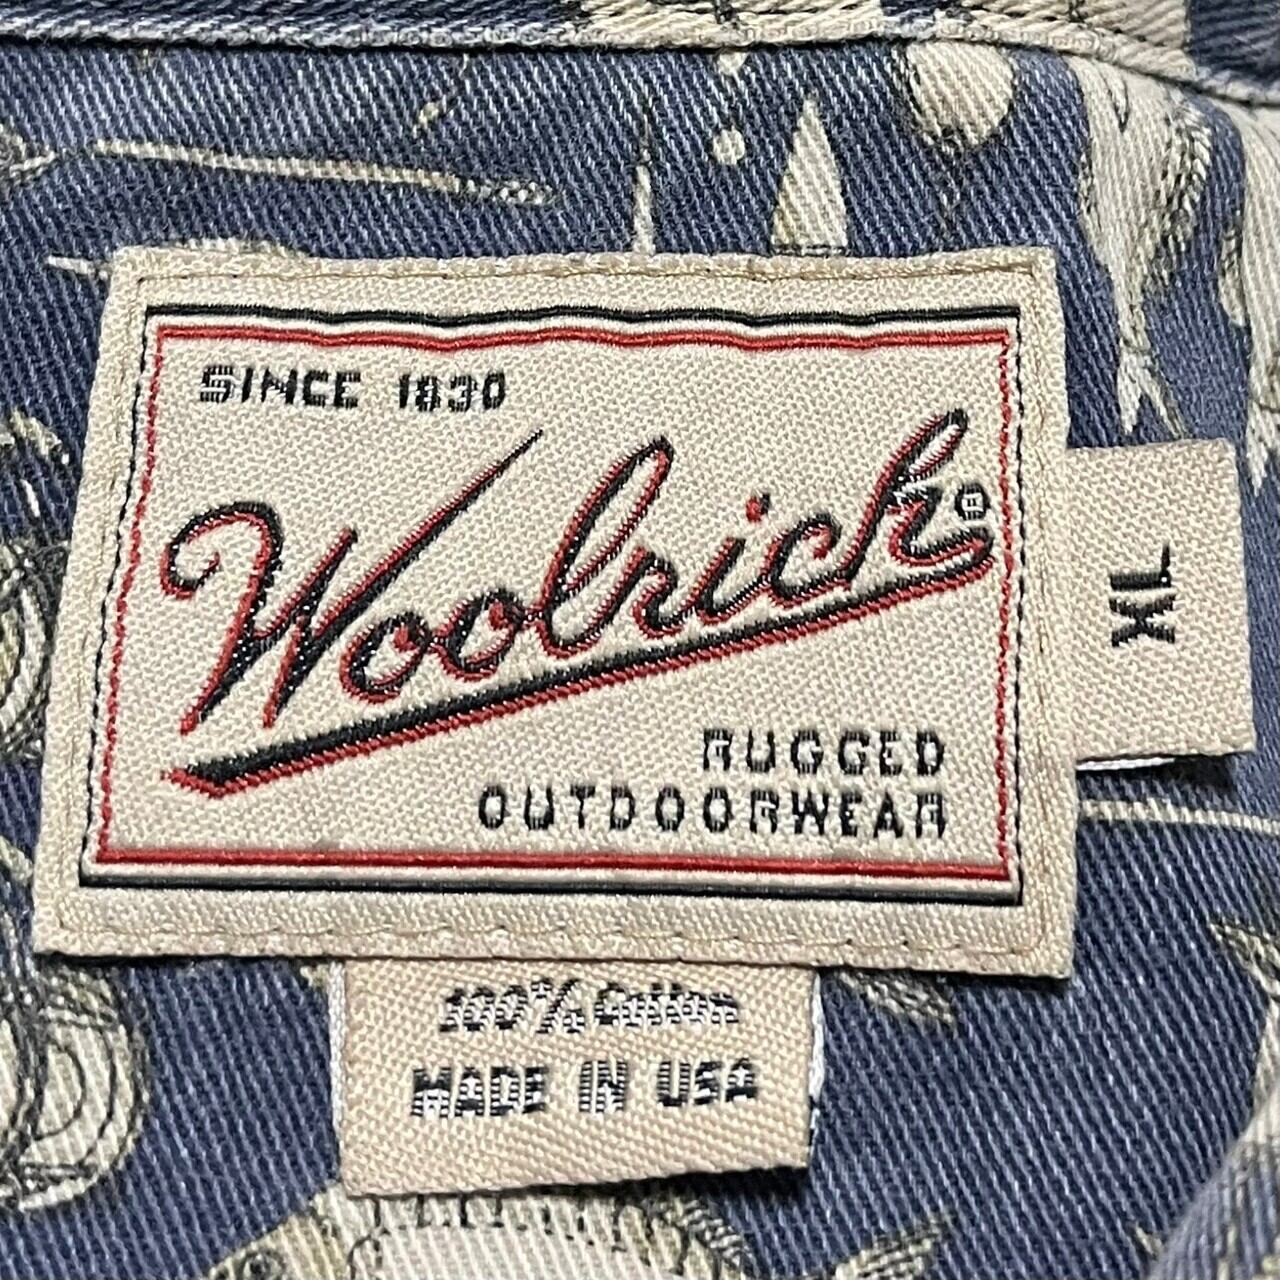 SINCE 1830
Woolrich®
RUGGED
OUTDOORWEAR
XL
100% Cotton
MADE IN USA